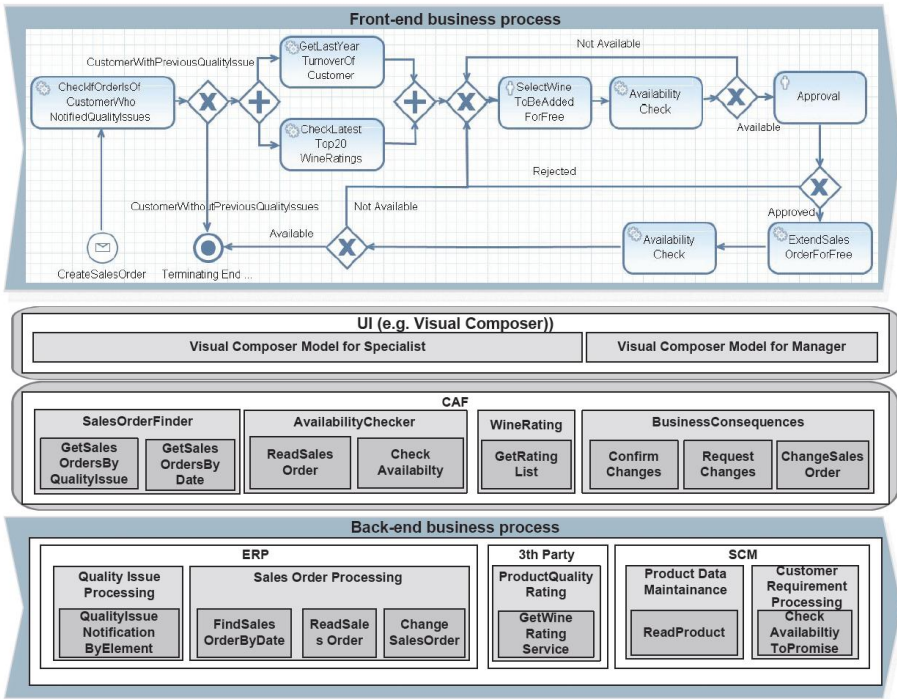 Front-end business process
GetLastYear
TurnoverOf
Customer
Not Available
CustomerWithPreviousQualityIssue
CheckIfOrderIsOf
CustomerWho
NotifiedQualityIssues
SelectWine
ToBeAdded
ForFree
Availability
Check
Approval
Available
CheckLatest
Top20
WineRatings
Rejected
CustomerWithoutPreviousQualityIssues
Not Available
Approved
Available
Availability
Check
ExtendSales
OrderForFree
CreateSalesOrder
Terminating End ...
UI (e.g. Visual Composer))
Visual Composer Model for Specialist
Visual Composer Model for Manager
CAF
SalesOrderFinder
GetSales
OrdersBy
QualityIssue
GetSales
OrdersBy
Date
AvailabilityChecker
ReadSales
Order
Check
Availabilty
WineRating
GetRating
List
BusinessConsequences
Confirm
Changes
Request
Changes
ChangeSales
Order
Back-end business process
ERP
Quality Issue
Processing
QualityIssue
Notification
ByElement
Sales Order Processing
FindSales
OrderByDate
ReadSale
s Order
Change
SalesOrder
3th Party
ProductQuality
Rating
GetWine
Rating
Service
SCM
Product Data
Maintainance
ReadProduct
Customer
Requirement
Processing
Check
Availabiltiy
ToPromise